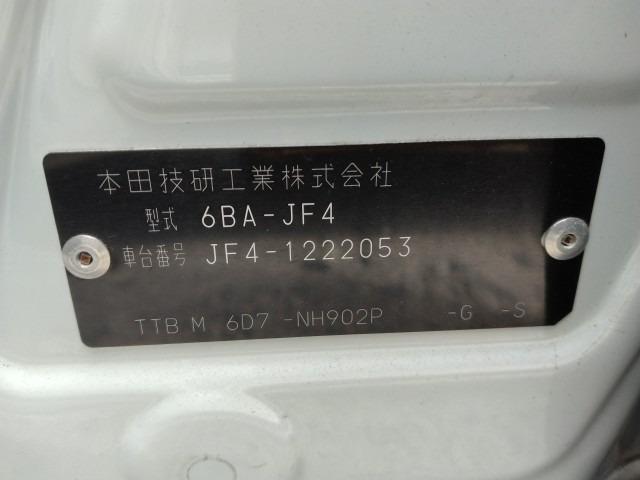 本田技研工業株式会社
型式 6BA-JF4
車台番号 JF4-1222053
TTB M 6D7 -NH902P -G -S